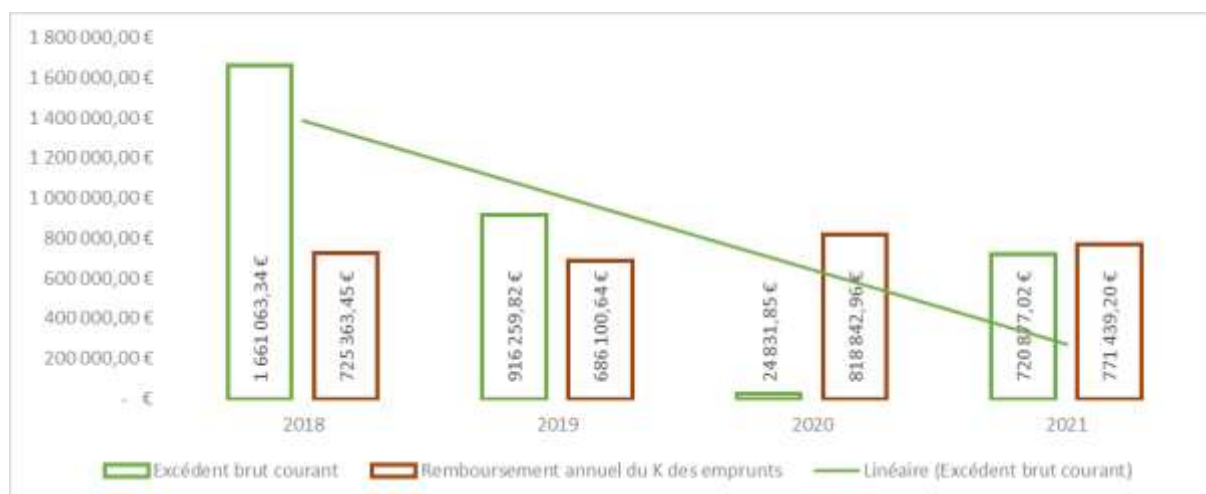 1 800 000,00 €
1 600 000,00 €
1 400 000,00 €
1 200 000,00 €
1 000 000,00 €
800 000,00 €
600 000,00 €
400 000,00 €
200 000,00 €
- €
1 661 063,34 €
725 363,45 €
916 259,82 €
686 100,64 €
24 831,85 €
818 842,96 €
720 877,02 €
771 439,20 €
2018
2019
2020
2021
Excédent brut courant
Remboursement annuel du K des emprunts
Linéaire (Excédent brut courant)